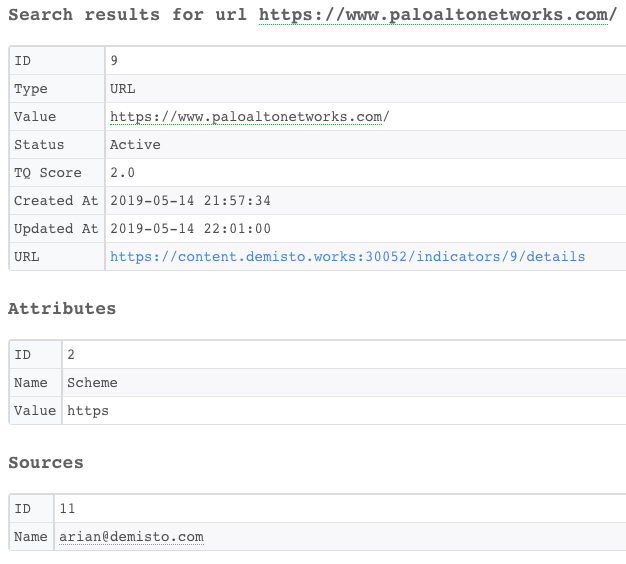 Search results for url https://www.paloaltonetworks.com/
ID 9
Type URL
Value https://www.paloaltonetworks.com/
Status Active
TQ Score 2.0
Created At 2019-05-14 21:57:34
Updated At 2019-05-14 22:01:00
URL https://content.demisto.works:30052/indicators/9/details
Attributes
ID 2
Name Scheme
Value https
Sources
ID 11
Name arian@demisto.com